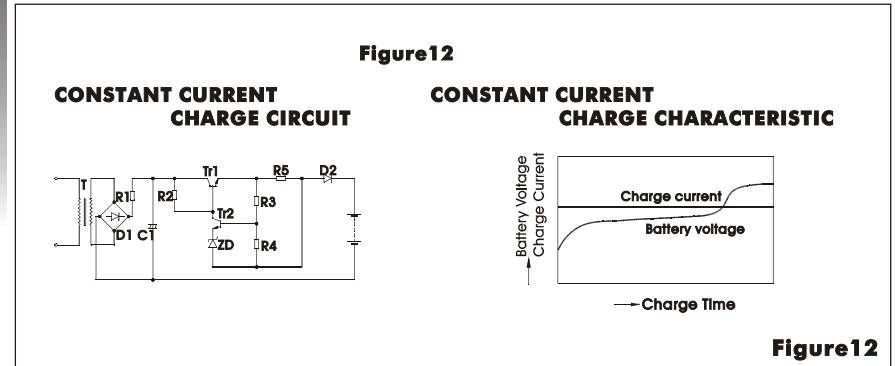 Figure12
CONSTANT CURRENT
CHARGE CIRCUIT
T
R1
D1
C1
R2
Tr1
Tr2
ZD
R3
R4
R5
D2
CONSTANT CURRENT
CHARGE CHARACTERISTIC
Battery Voltage
Charge Current
Charge current
Battery voltage
Charge Time
Figure12